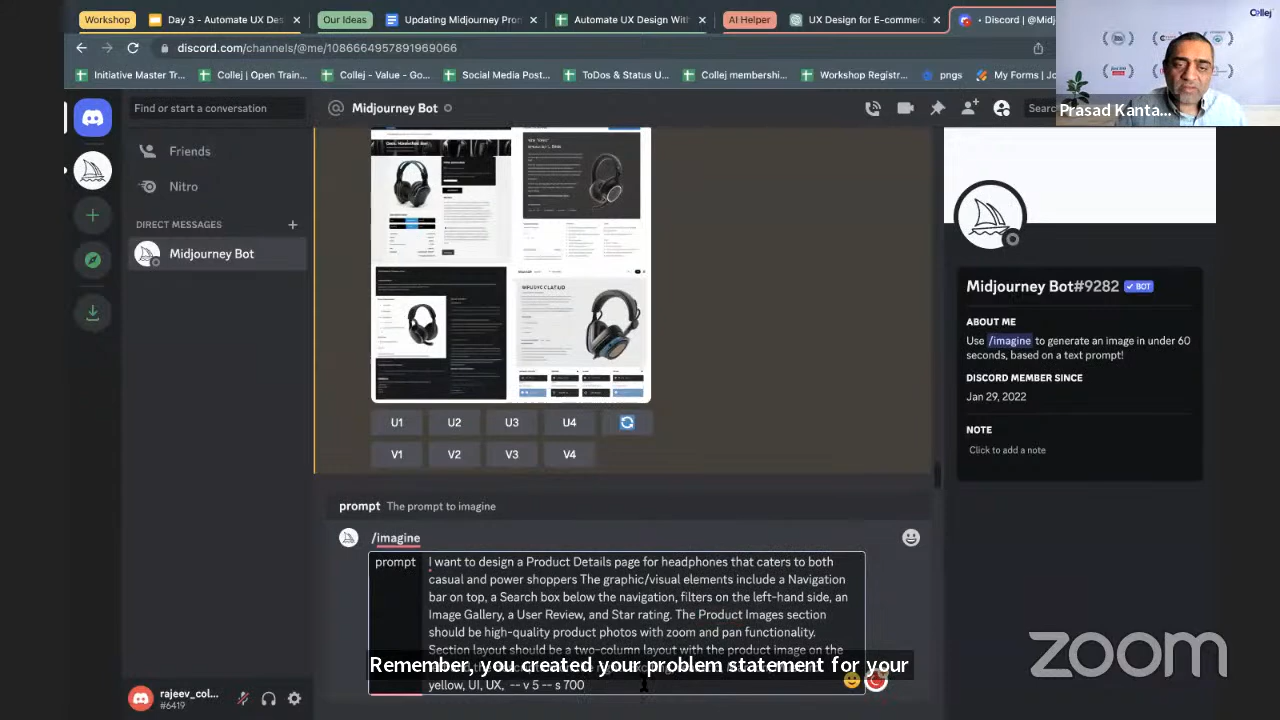 Workshop
Day 3 - Automate UX Des
Our Ideas
Updating Midjourney Pron
Automate UX Design With
AI Helper
UX Design for E-commerc
• Discord | @Midj
Collej
discord.com/channels/@me/1086664957891969066
Initiative Master Tr...
Collej | Open Train...
Collej - Value - Go...
Social Media Post...
ToDos & Status U...
Collej membershi...
Workshop Registr...
pngs
My Forms | Jo
Prasad Kanta...
Find or start a conversation
Midjourney Bot
Sear
Friends
Nitro
DIRECT MESSAGES
Midjourney Bot
U1 U2 U3 U4
V1 V2 V3 V4
Midjourney Bot#9282
BOT
ABOUT ME
Use /imagine to generate an image in under 60
seconds, based on a text prompt!
DISCORD MEMBER SINCE
Jan 29, 2022
NOTE
Click to add a note
prompt The prompt to imagine
/imagine
prompt
I want to design a Product Details page for headphones that caters to both
casual and power shoppers The graphic/visual elements include a Navigation
bar on top, a Search box below the navigation, filters on the left-hand side, an
Image Gallery, a User Review, and Star rating. The Product Images section
should be high-quality product photos with zoom and pan functionality.
Section layout should be a two-column layout with the product image on the
Remember, you created your problem statement for your
yellow, UI, UX, -- v 5 -- s 700
rajeev_col...
#6419
zoom